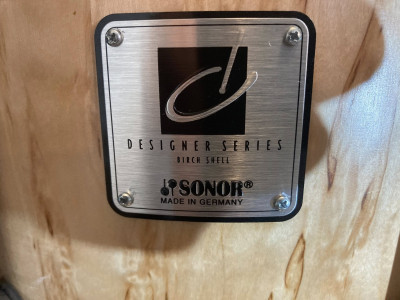 DESIGNER SERIES
BIRCH SHELL
SONOR®
MADE IN GERMANY